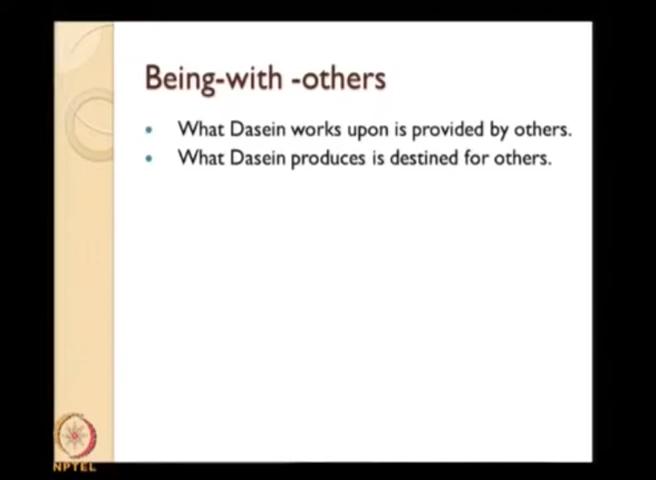 Being-with -others
• What Dasein works upon is provided by others.
• What Dasein produces is destined for others.
NPTEL